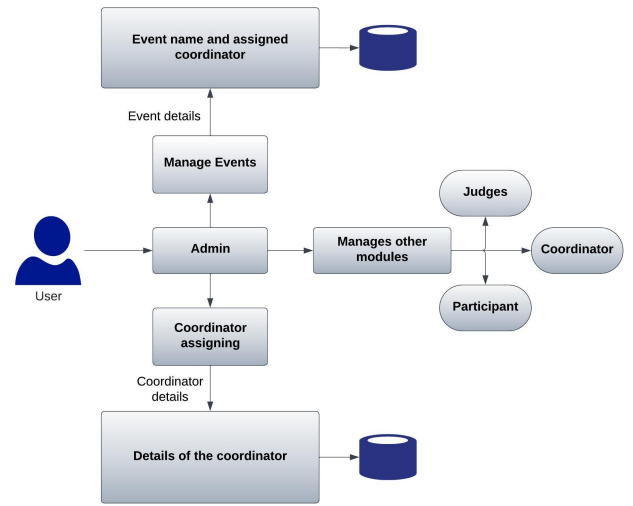 Event name and assigned
coordinator
Event details
Manage Events
Judges
User
Admin
Manages other
modules
Coordinator
Participant
Coordinator
assigning
Coordinator
details
Details of the coordinator